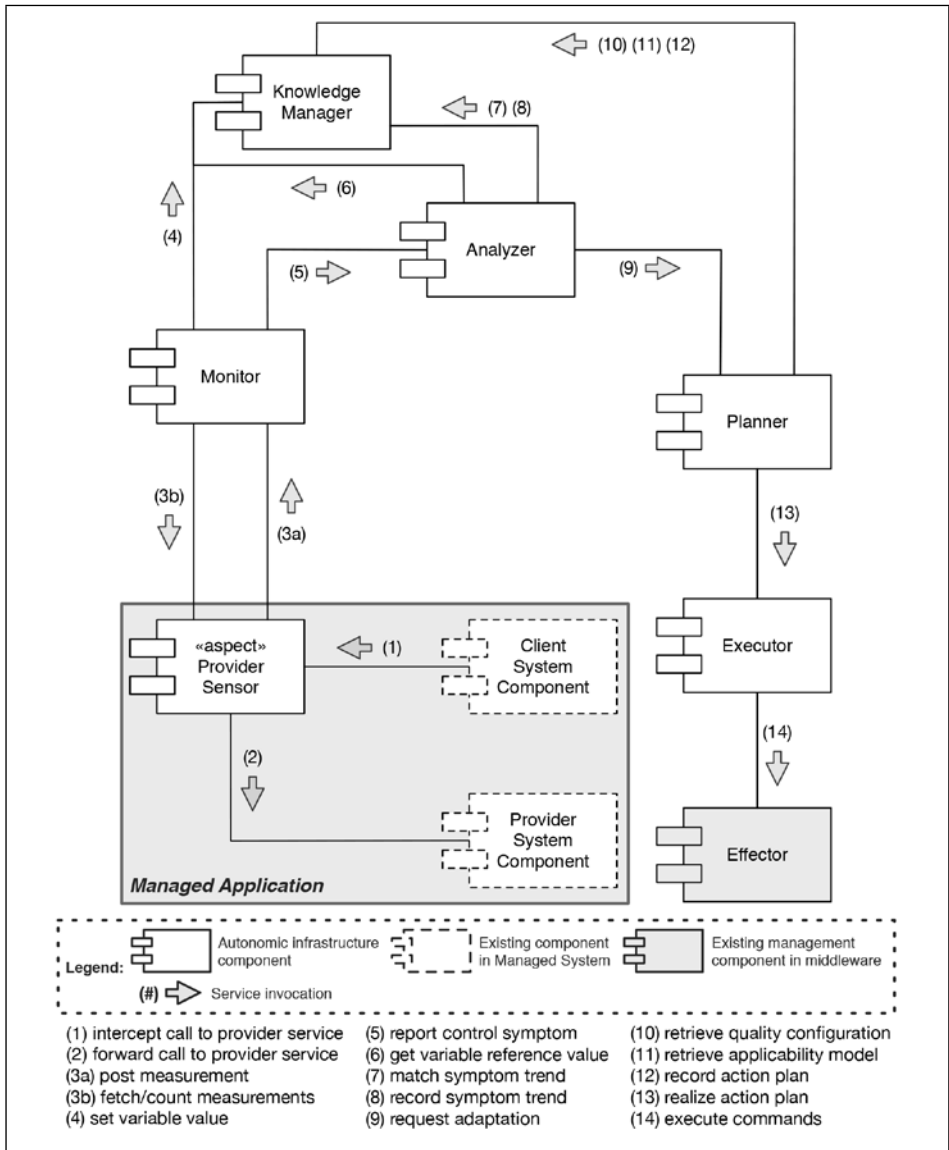 (10) (11) (12)
Knowledge
Manager
(7) (8)
(6)
(4)
Analyzer
(5)
(9)
Monitor
Planner
(3b)
(3a)
(13)
«aspect»
Provider
Sensor
(1)
Client
System
Component
Executor
(2)
(14)
Provider
System
Component
Effector
Managed Application
Legend:
Autonomic infrastructure
component
Existing component
in Managed System
Existing management
component in middleware
(#) Service invocation
(1) intercept call to provider service
(2) forward call to provider service
(3a) post measurement
(3b) fetch/count measurements
(4) set variable value
(5) report control symptom
(6) get variable reference value
(7) match symptom trend
(8) record symptom trend
(9) request adaptation
(10) retrieve quality configuration
(11) retrieve applicability model
(12) record action plan
(13) realize action plan
(14) execute commands